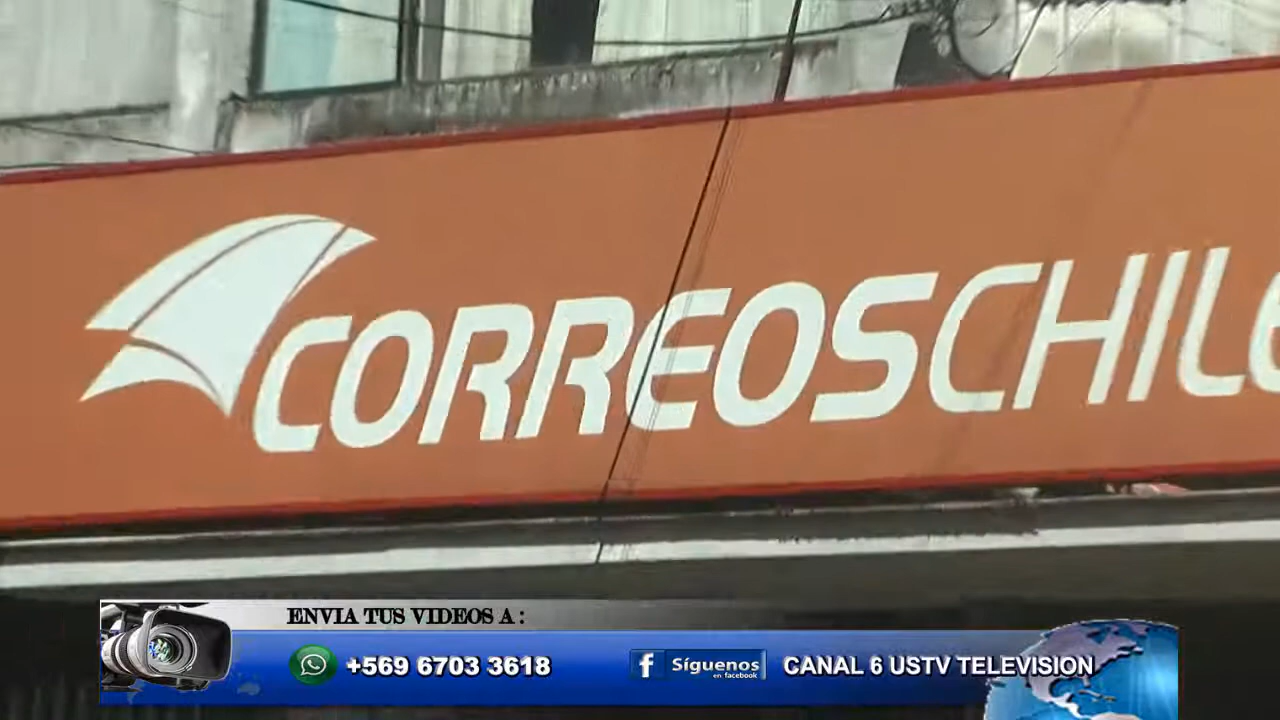 CORREOSCHILE
ENVIA TUS VIDEOS A :
+569 6703 3618
f Síguenos
en facebook
CANAL 6 USTV TELEVISION